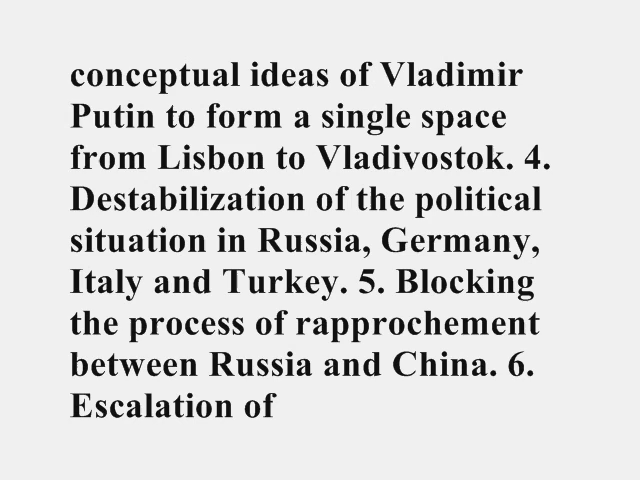 conceptual ideas of Vladimir
Putin to form a single space
from Lisbon to Vladivostok. 4.
Destabilization of the political
situation in Russia, Germany,
Italy and Turkey. 5. Blocking
the process of rapprochement
between Russia and China. 6.
Escalation of